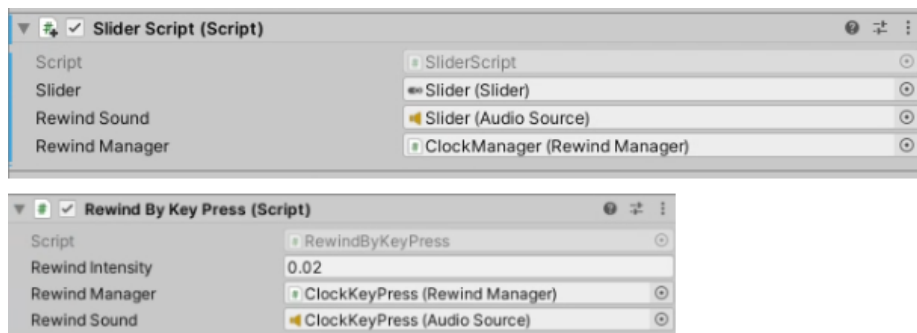 Slider Script (Script)
Script SliderScript
Slider Slider (Slider)
Rewind Sound Slider (Audio Source)
Rewind Manager ClockManager (Rewind Manager)
Rewind By Key Press (Script)
Script RewindByKeyPress
Rewind Intensity 0.02
Rewind Manager ClockKeyPress (Rewind Manager)
Rewind Sound ClockKeyPress (Audio Source)